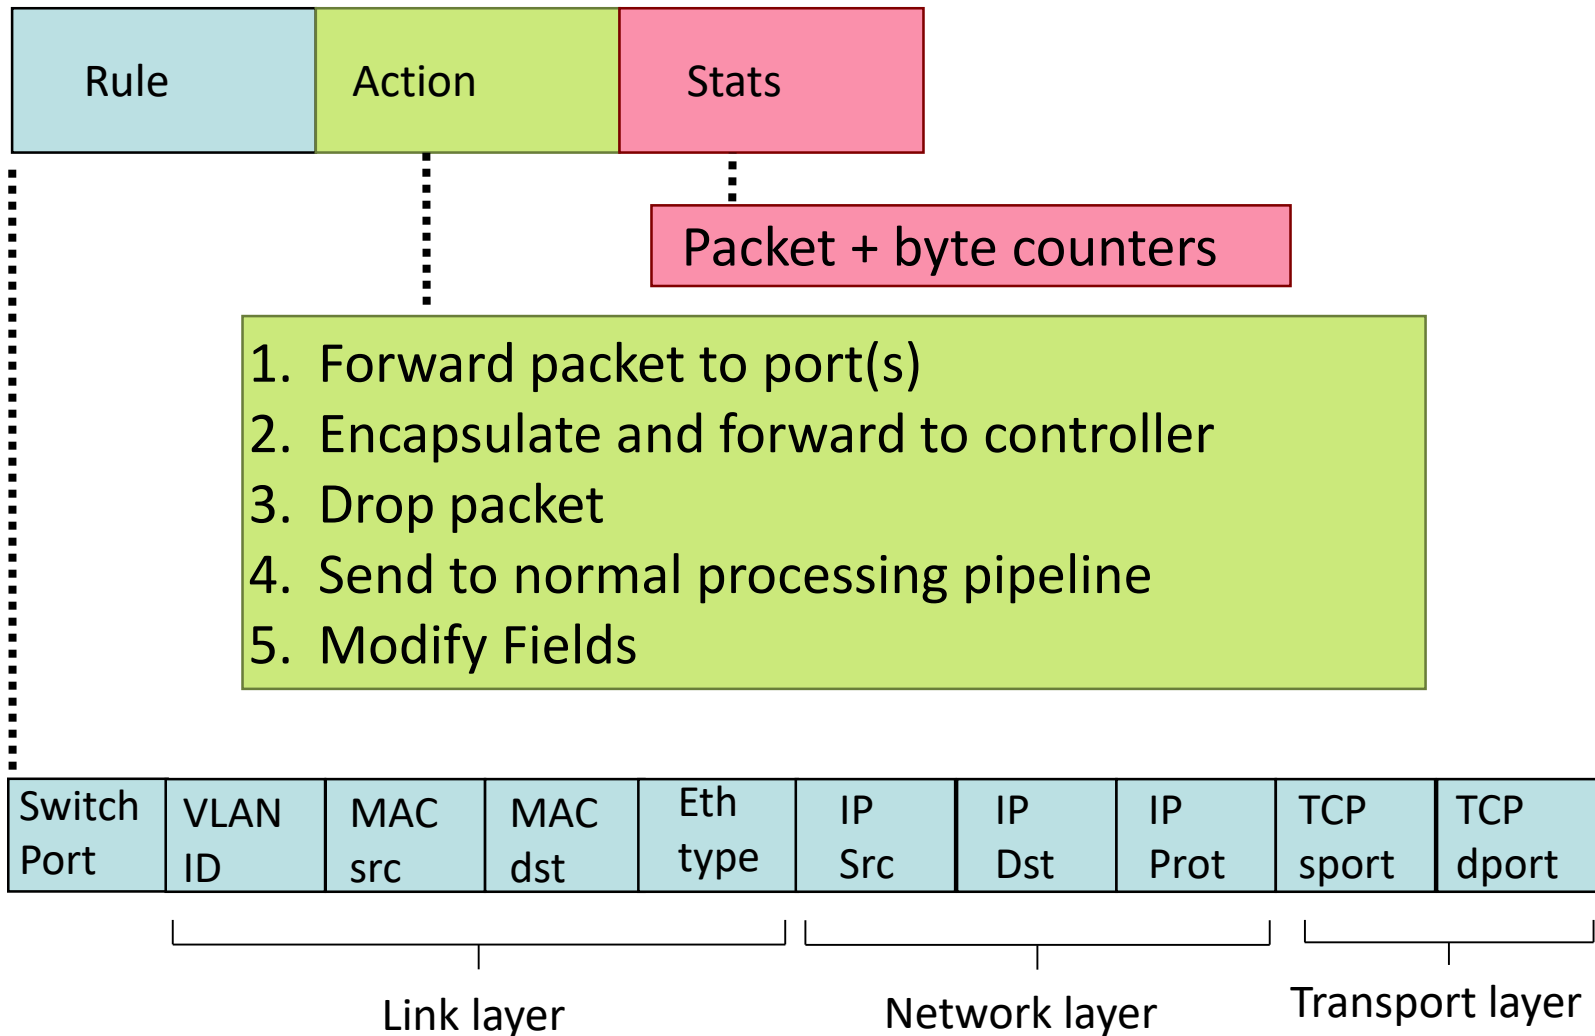 Rule
Action
Stats
Packet + byte counters
1. Forward packet to port(s)
2. Encapsulate and forward to controller
3. Drop packet
4. Send to normal processing pipeline
5. Modify Fields
Switch
Port
VLAN
ID
MAC
src
MAC
dst
Eth
type
IP
Src
IP
Dst
IP
Prot
TCP
sport
TCP
dport
Link layer
Network layer
Transport layer